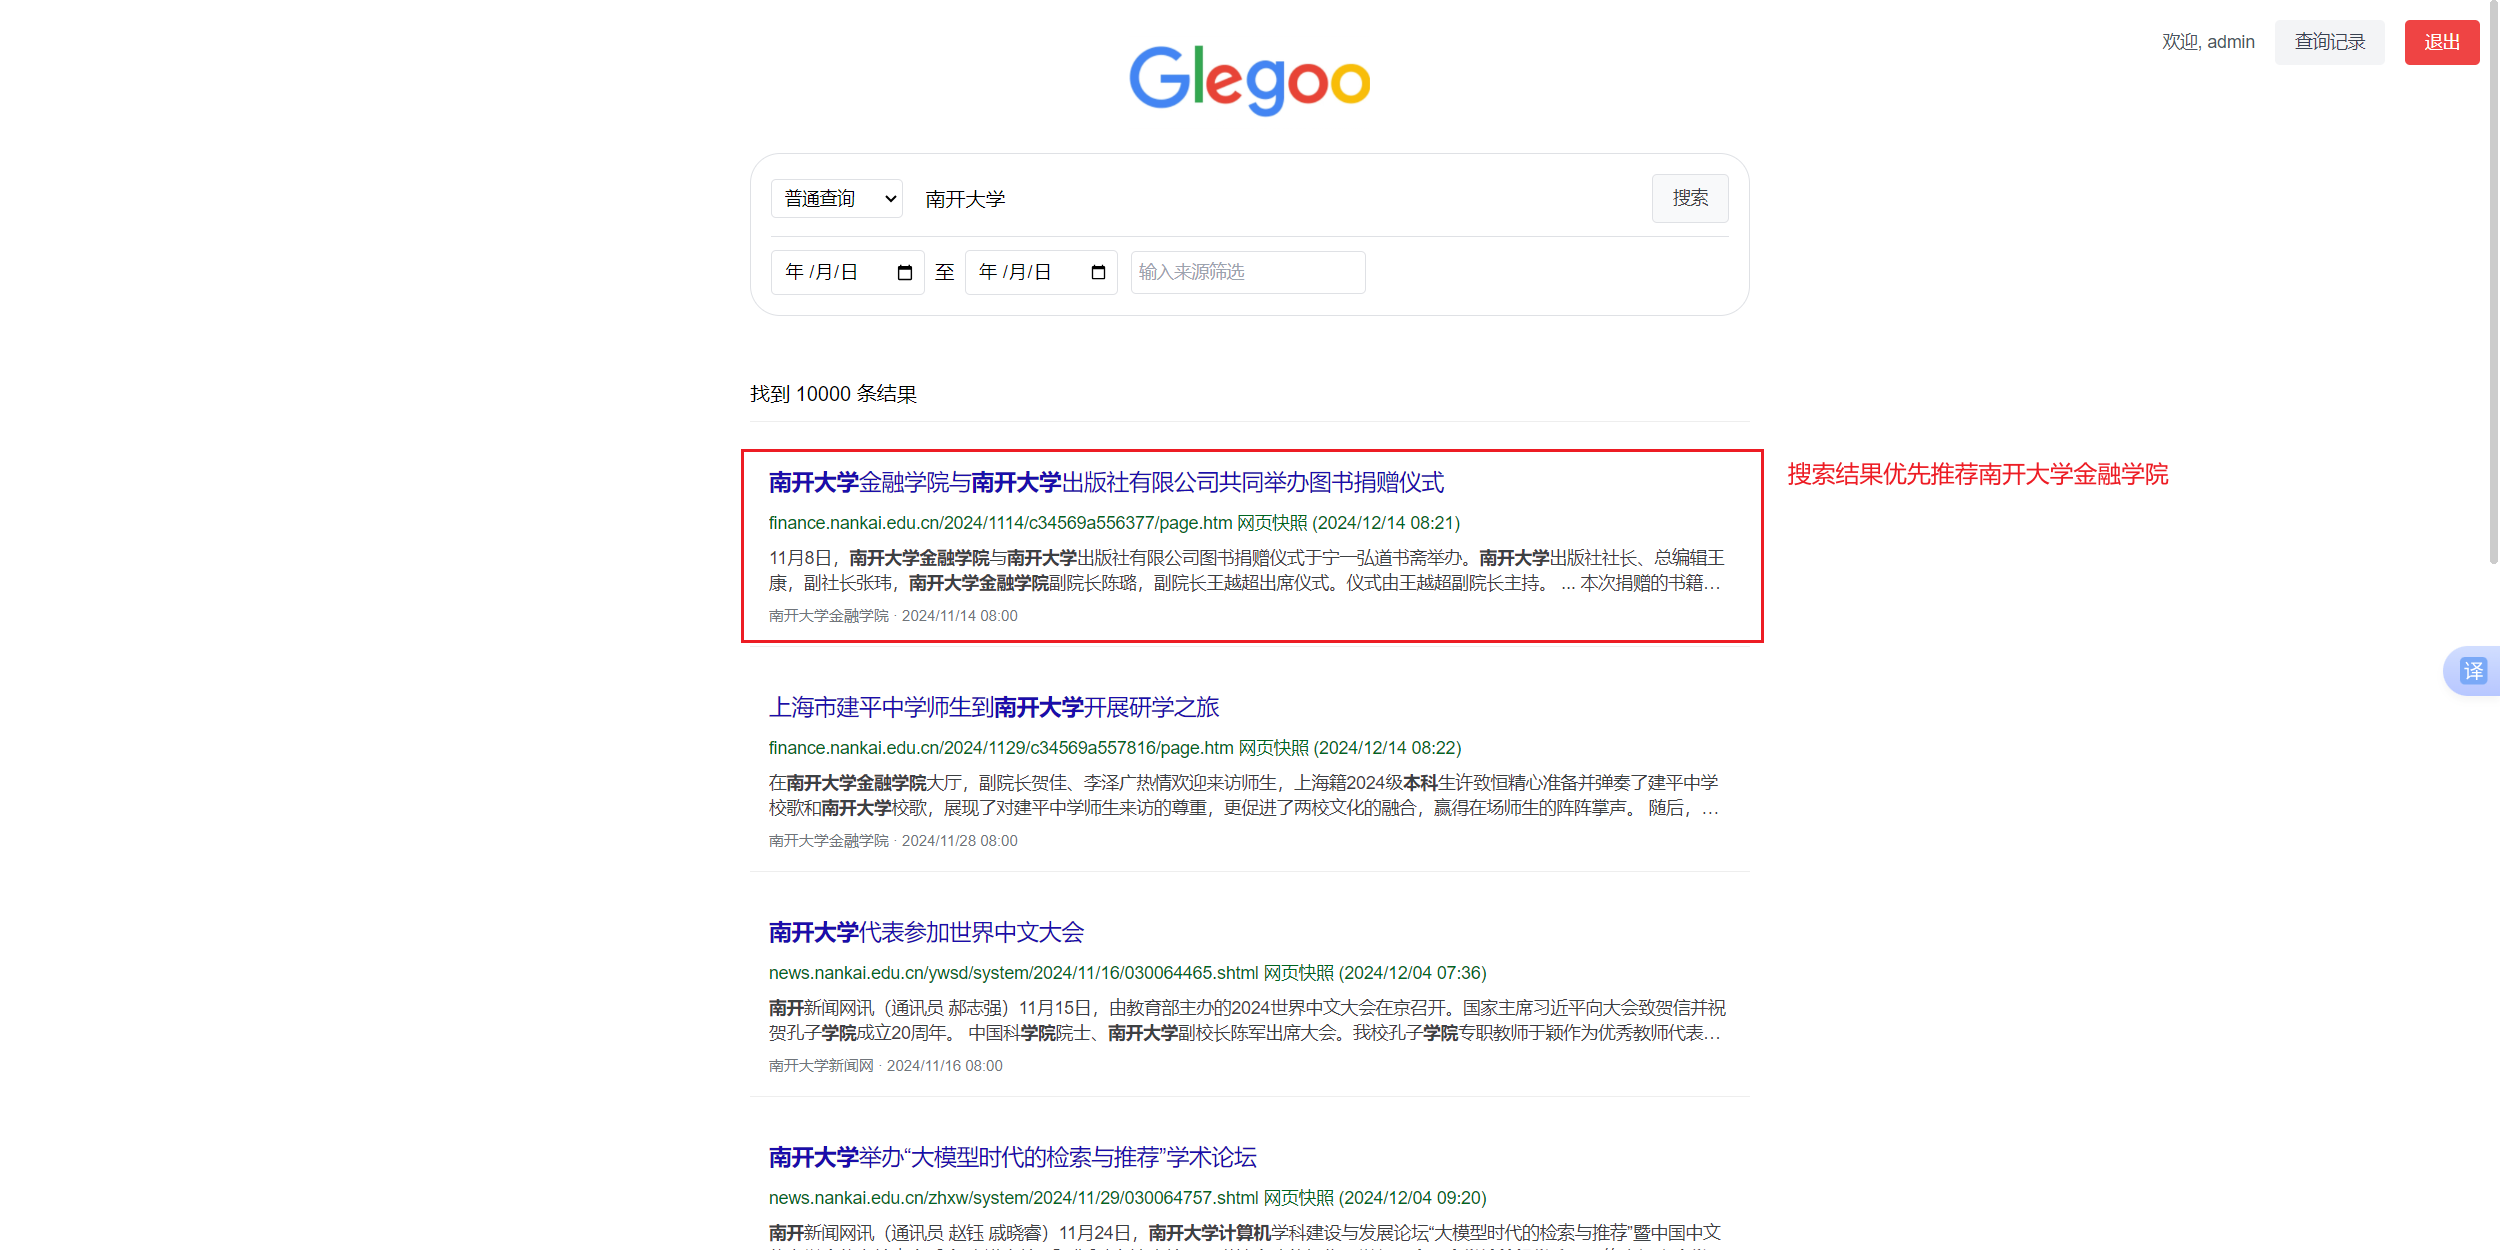 欢迎, admin
查询记录
退出
Glegoo
普通查询
南开大学
搜索
年 /月/日
至
年 /月/日
输入来源筛选
找到 10000 条结果
南开大学金融学院与南开大学出版社有限公司共同举办图书捐赠仪式
搜索结果优先推荐南开大学金融学院
finance.nankai.edu.cn/2024/1114/c34569a556377/page.htm 网页快照 (2024/12/14 08:21)
11月8日，南开大学金融学院与南开大学出版社有限公司图书捐赠仪式于宁一弘道书斋举办。南开大学出版社社长、总编辑王
康，副社长张玮，南开大学金融学院副院长陈璐，副院长王越超出席仪式。仪式由王越超副院长主持。 ... 本次捐赠的书籍…
南开大学金融学院 · 2024/11/14 08:00
译
上海市建平中学师生到南开大学开展研学之旅
finance.nankai.edu.cn/2024/1129/c34569a557816/page.htm 网页快照 (2024/12/14 08:22)
在南开大学金融学院大厅，副院长贺佳、李泽广热情欢迎来访师生，上海籍2024级本科生许致恒精心准备并弹奏了建平中学
校歌和南开大学校歌，展现了对建平中学师生来访的尊重，更促进了两校文化的融合，赢得在场师生的阵阵掌声。 随后，…
南开大学金融学院 · 2024/11/28 08:00
南开大学代表参加世界中文大会
news.nankai.edu.cn/ywsd/system/2024/11/16/030064465.shtml 网页快照 (2024/12/04 07:36)
南开新闻网讯（通讯员 郝志强）11月15日，由教育部主办的2024世界中文大会在京召开。国家主席习近平向大会致贺信并祝
贺孔子学院成立20周年。 中国科学院院士、南开大学副校长陈军出席大会。我校孔子学院专职教师于颖作为优秀教师代表…
南开大学新闻网 · 2024/11/16 08:00
南开大学举办“大模型时代的检索与推荐”学术论坛
news.nankai.edu.cn/zhxw/system/2024/11/29/030064757.shtml 网页快照 (2024/12/04 09:20)
南开新闻网讯（通讯员 赵钰 戚晓睿）11月24日，南开大学计算机学科建设与发展论坛“大模型时代的检索与推荐”暨中国中文